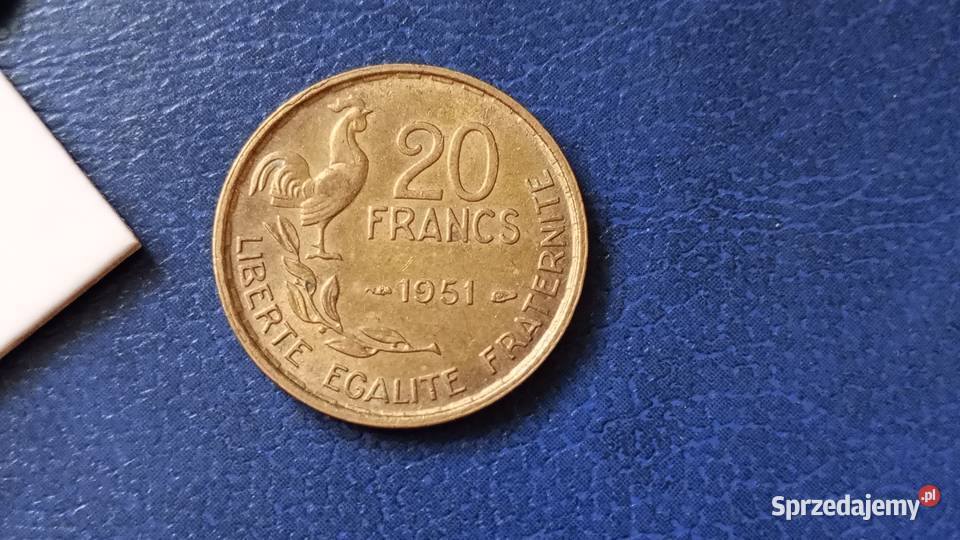 20
FRANCS
1951
LIBERTE EGALITE FRATERNITE
Sprzedajemy.pl